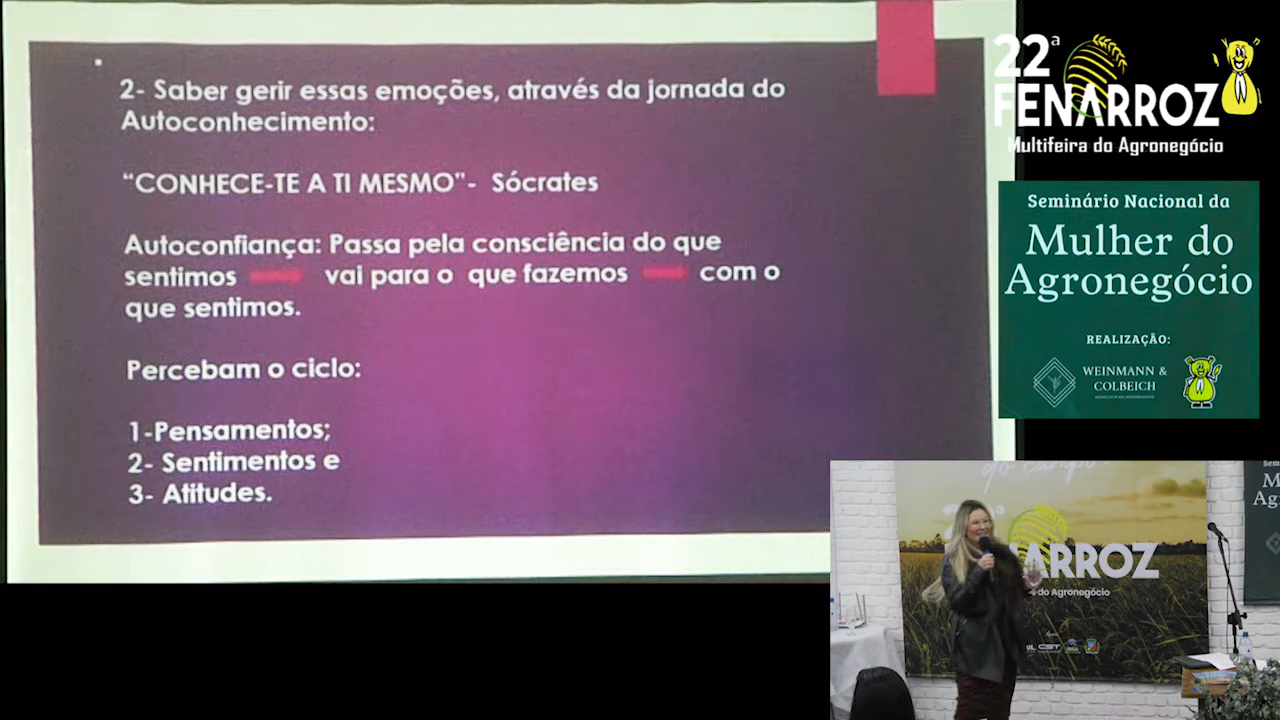 2- Saber gerir essas emoções, através da jornada do
Autoconhecimento:
“CONHECE-TE A TI MESMO”- Sócrates
Autoconfiança: Passa pela consciência do que
sentimos vai para o que fazemos com o
que sentimos.
Percebam o ciclo:
1-Pensamentos;
2- Sentimentos e
3- Atitudes.
22ª
FENARROZ
Multifeira do Agronegócio
Seminário Nacional da
Mulher do
Agronegócio
REALIZAÇÃO:
WEINMANN &
COLBEICH
do campo
ARROZ
do Agronegócio